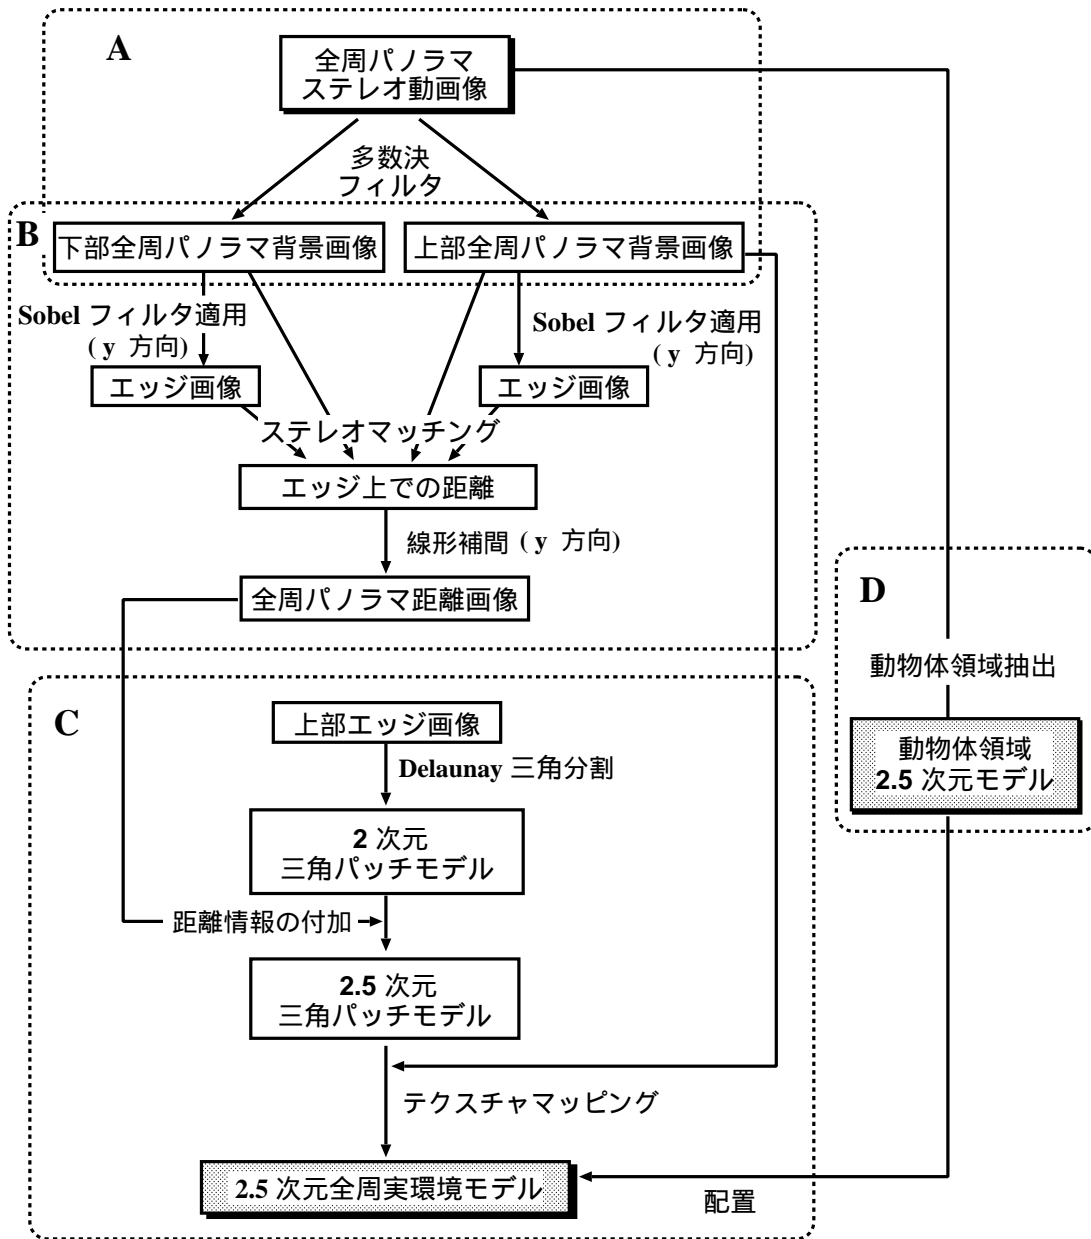 A
全周パノラマ
ステレオ動画像
多数決
フィルタ
B
下部全周パノラマ背景画像
上部全周パノラマ背景画像
Sobel フィルタ適用
( y 方向)
Sobel フィルタ適用
( y 方向)
エッジ画像
エッジ画像
ステレオマッチング
エッジ上での距離
線形補間 ( y 方向)
全周パノラマ距離画像
D
動物体領域抽出
動物体領域
2.5 次元モデル
C
上部エッジ画像
Delaunay 三角分割
2 次元
三角パッチモデル
距離情報の付加
2.5 次元
三角パッチモデル
テクスチャマッピング
2.5 次元全周実環境モデル
配置